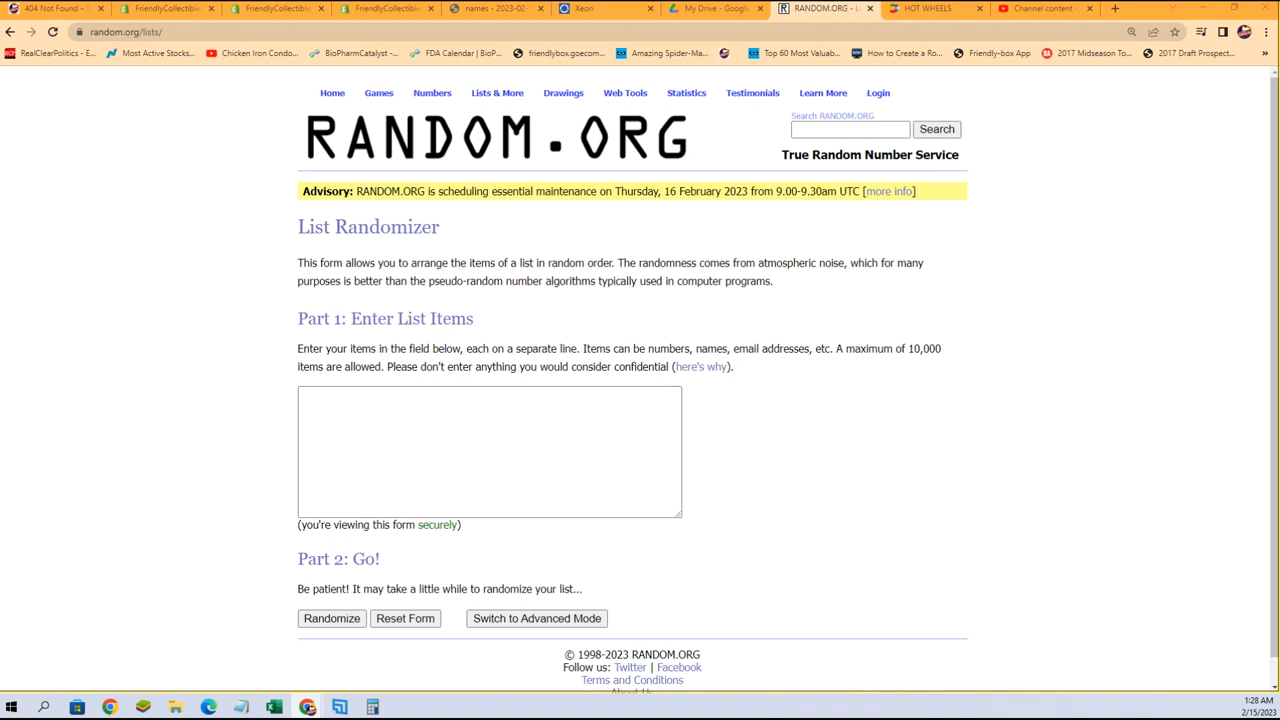 404 Not Found –
FriendlyCollectible
FriendlyCollectible
FriendlyCollectible
names - 2023-02-
Xeon
My Drive - Google
RANDOM.ORG - L
HOT WHEELS
Channel content -
random.org/lists/
RealClearPolitics - E...
Most Active Stocks...
Chicken Iron Condo...
BioPharmCatalyst -...
FDA Calendar | BioP...
friendlybox.goecom...
Amazing Spider-Ma...
Top 60 Most Valuab...
How to Create a Ro...
Friendly-box App
2017 Midseason To...
2017 Draft Prospect...
»
Home Games Numbers Lists & More Drawings Web Tools Statistics Testimonials Learn More Login
RANDOM.ORG
Search RANDOM.ORG
Search
True Random Number Service
Advisory: RANDOM.ORG is scheduling essential maintenance on Thursday, 16 February 2023 from 9.00-9.30am UTC [more info]
List Randomizer
This form allows you to arrange the items of a list in random order. The randomness comes from atmospheric noise, which for many
purposes is better than the pseudo-random number algorithms typically used in computer programs.
Part 1: Enter List Items
Enter your items in the field below, each on a separate line. Items can be numbers, names, email addresses, etc. A maximum of 10,000
items are allowed. Please don't enter anything you would consider confidential (here's why).
(you're viewing this form securely)
Part 2: Go!
Be patient! It may take a little while to randomize your list...
Randomize Reset Form Switch to Advanced Mode
© 1998-2023 RANDOM.ORG
Follow us: Twitter | Facebook
Terms and Conditions
About Us
1:28 AM
2/15/2023